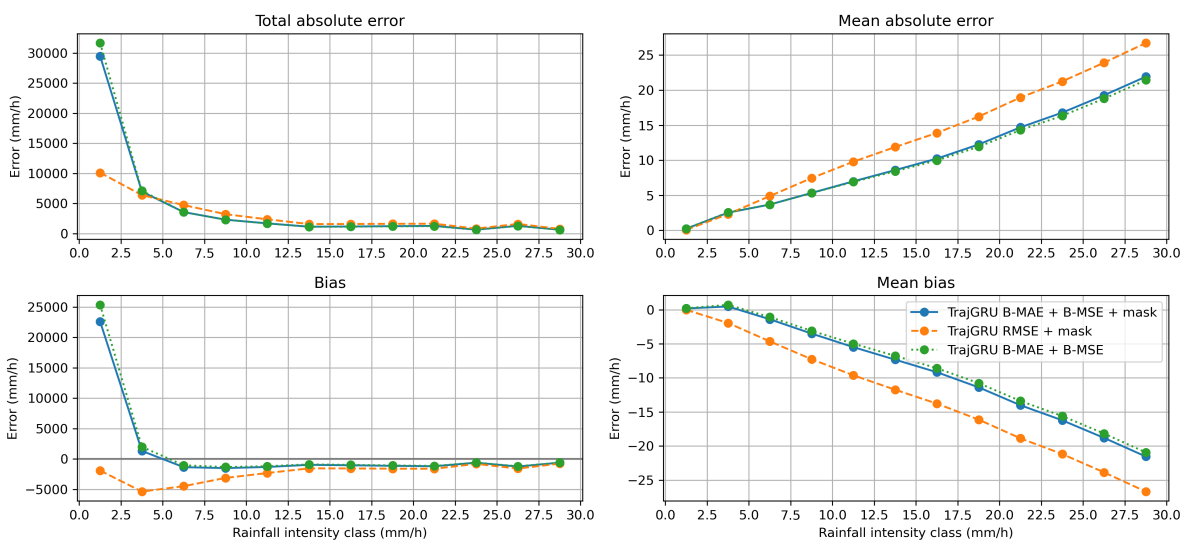 Total absolute error
Error (mm/h)
30000
25000
20000
15000
10000
5000
0
0.0 2.5 5.0 7.5 10.0 12.5 15.0 17.5 20.0 22.5 25.0 27.5 30.0
Mean absolute error
Error (mm/h)
25
20
15
10
5
0
0.0 2.5 5.0 7.5 10.0 12.5 15.0 17.5 20.0 22.5 25.0 27.5 30.0
Bias
Error (mm/h)
25000
20000
15000
10000
5000
0
−5000
0.0 2.5 5.0 7.5 10.0 12.5 15.0 17.5 20.0 22.5 25.0 27.5 30.0
Rainfall intensity class (mm/h)
Mean bias
Error (mm/h)
0
−5
−10
−15
−20
−25
TrajGRU B-MAE + B-MSE + mask
TrajGRU RMSE + mask
TrajGRU B-MAE + B-MSE
0.0 2.5 5.0 7.5 10.0 12.5 15.0 17.5 20.0 22.5 25.0 27.5 30.0
Rainfall intensity class (mm/h)